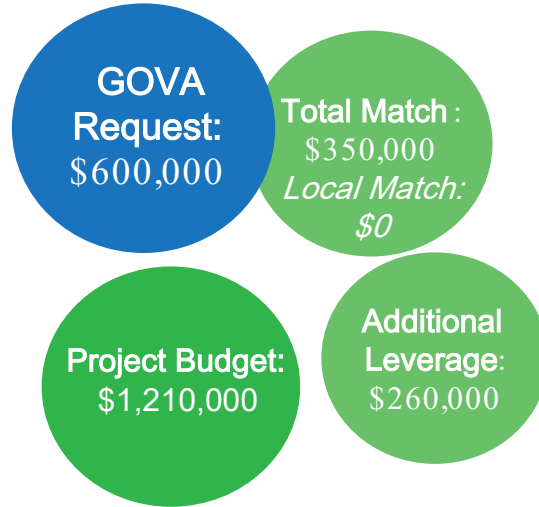 GOVA
Request:
$600,000
Total Match :
$350,000
Local Match:
$0
Project Budget:
$1,210,000
Additional
Leverage:
$260,000